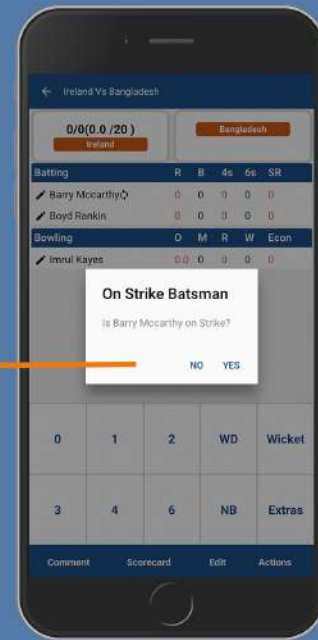 ← Ireland Vs Bangladesh
0/0(0.0 /20 )
Ireland
Bangladesh
Batting R B 4s 6s SR
Barry Mccarthy 0 0 0 0 0
Boyd Rankin 0 0 0 0 0
Bowling O M R W Econ
Imrul Kayes 0.0 0 0 0 0
On Strike Batsman
Is Barry Mccarthy on Strike?
NO YES
0 1 2 WD Wicket
3 4 6 NB Extras
Comment Scorecard Edit Actions